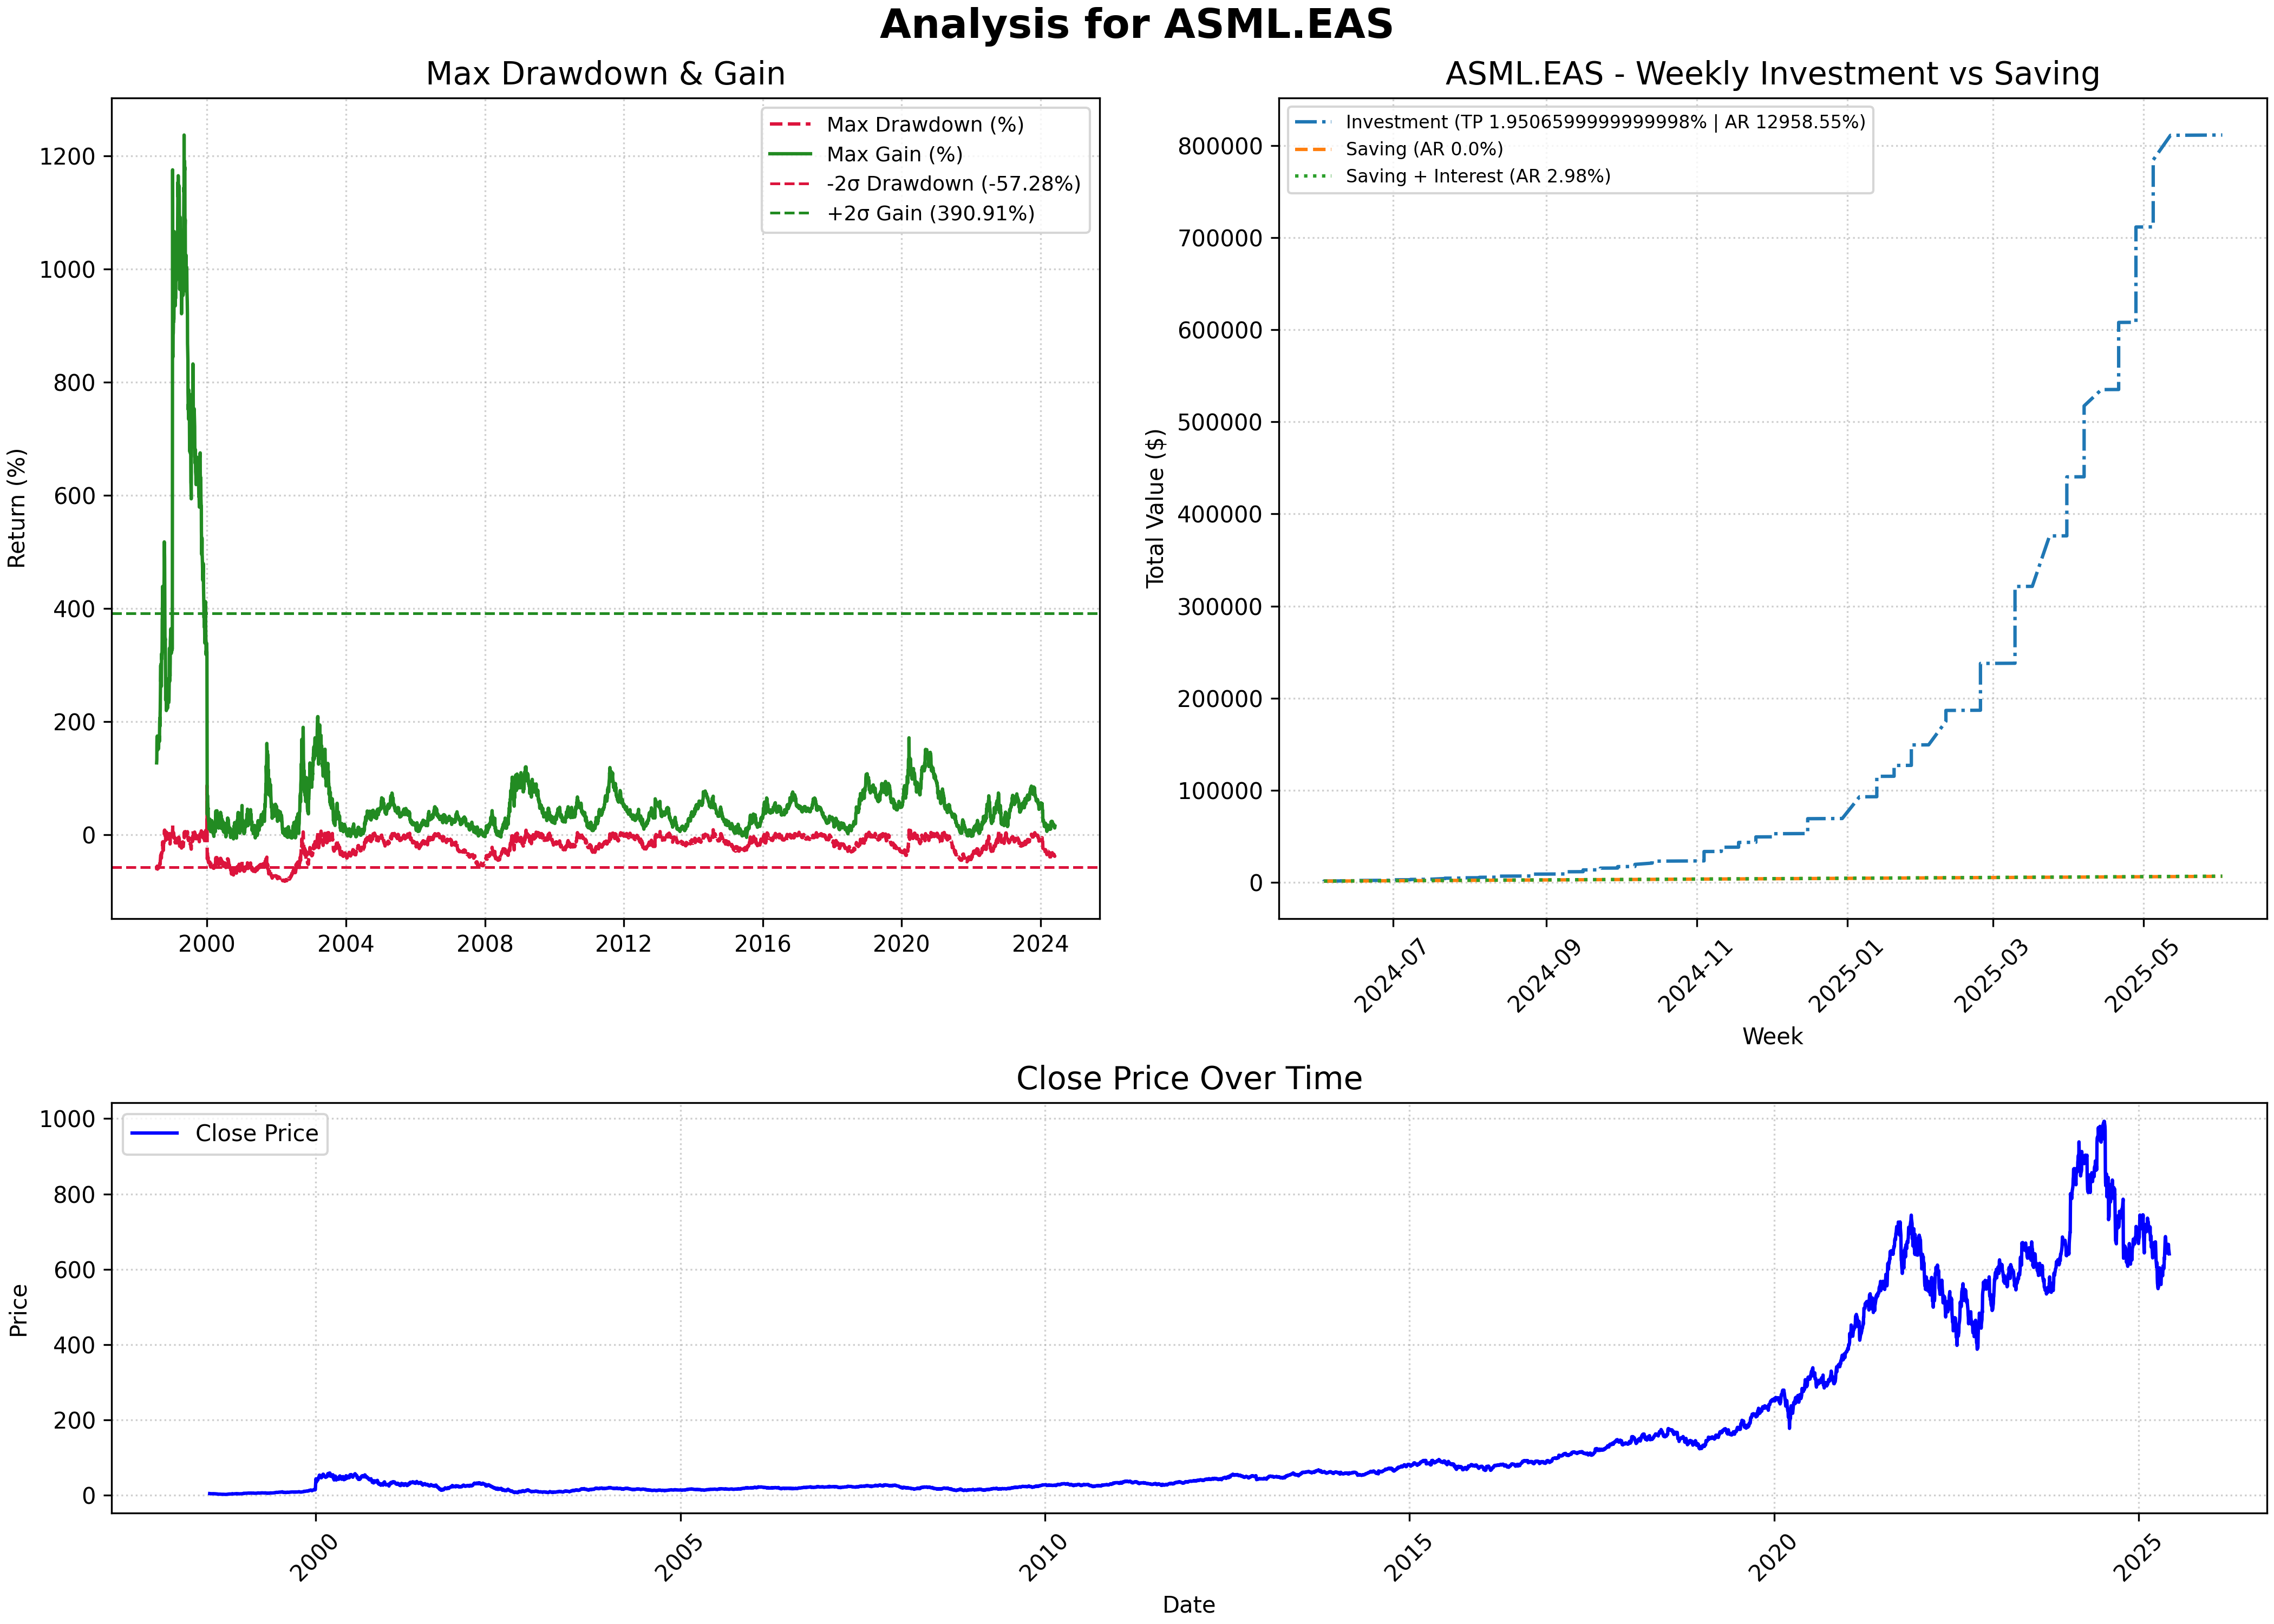 Analysis for ASML.EAS
Max Drawdown & Gain
Return (%)
1200
1000
800
600
400
200
0
2000 2004 2008 2012 2016 2020 2024
Max Drawdown (%)
Max Gain (%)
-2σ Drawdown (-57.28%)
+2σ Gain (390.91%)
ASML.EAS - Weekly Investment vs Saving
Total Value ($)
800000
700000
600000
500000
400000
300000
200000
100000
0
Investment (TP 1.9506599999999998% | AR 12958.55%)
Saving (AR 0.0%)
Saving + Interest (AR 2.98%)
2024-07 2024-09 2024-11 2025-01 2025-03 2025-05
Week
Close Price Over Time
Price
1000
800
600
400
200
0
Close Price
2000 2005 2010 2015 2020 2025
Date